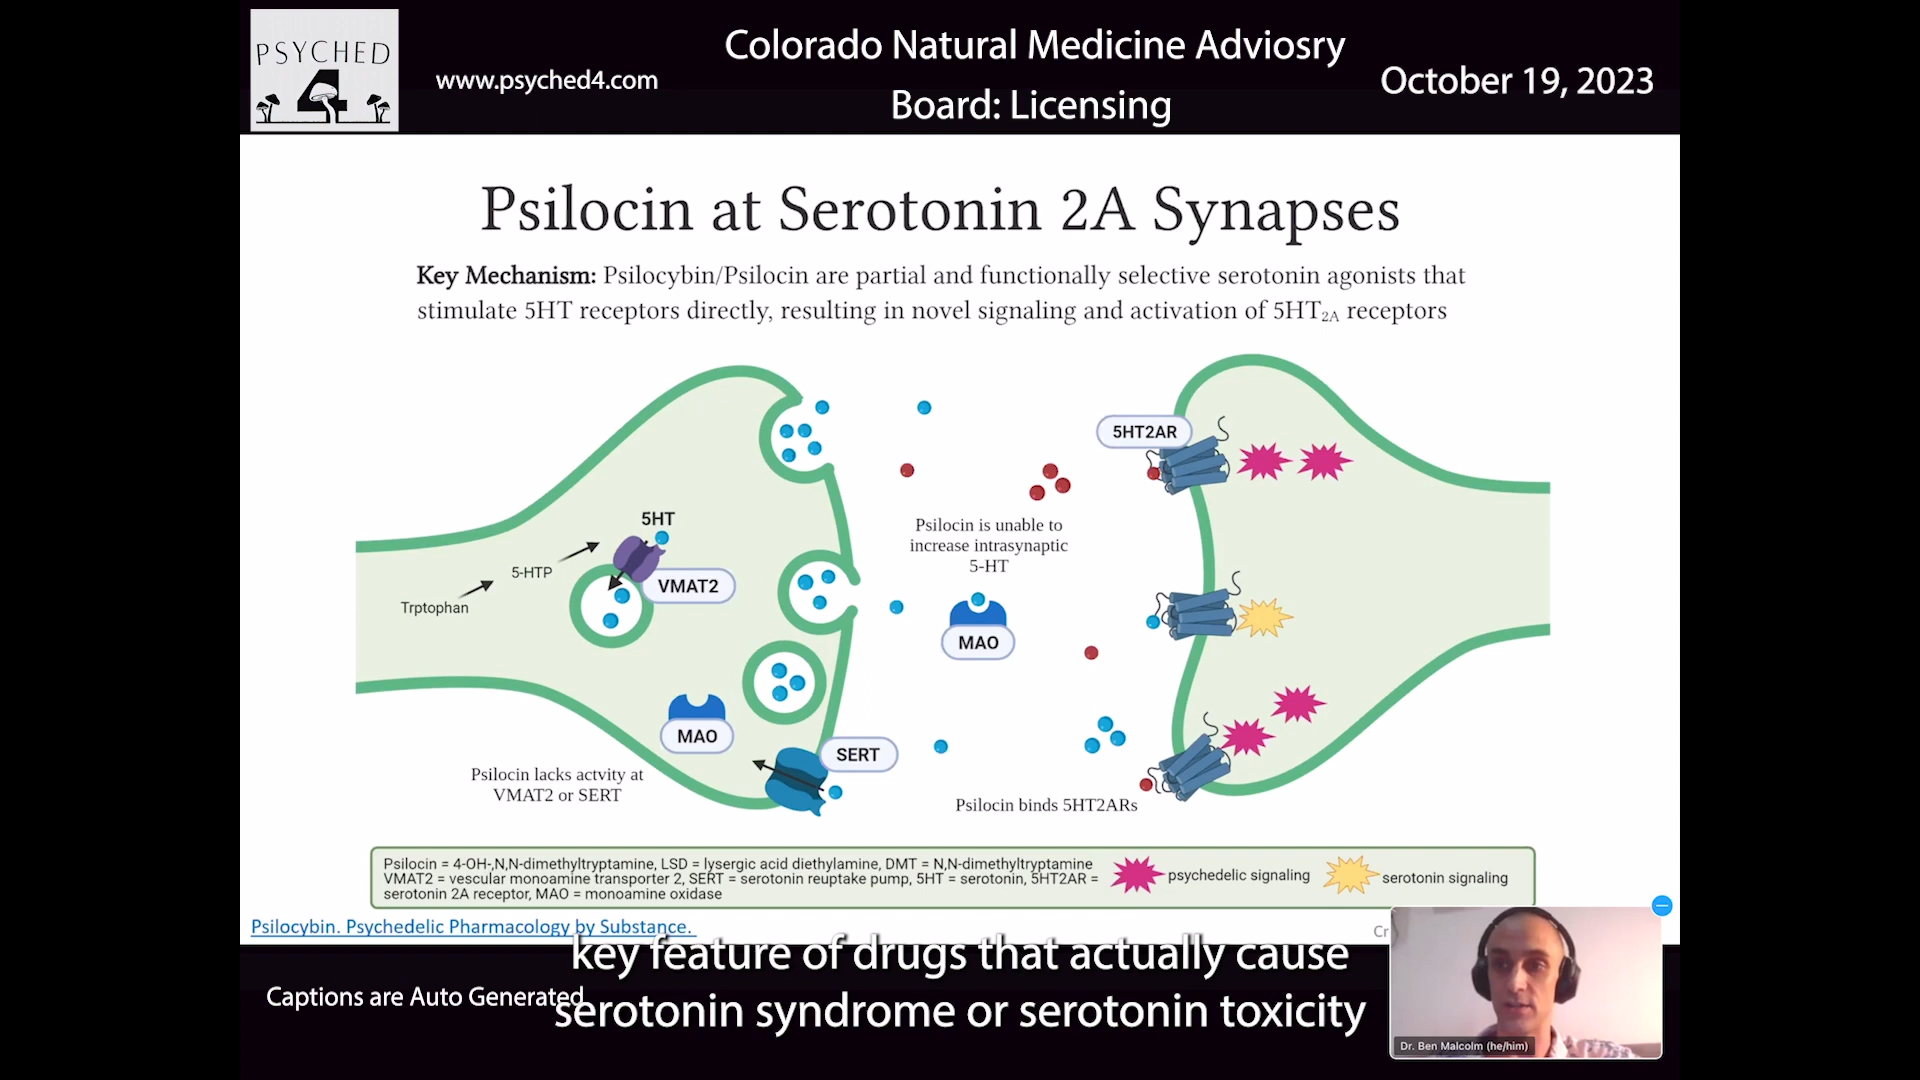 PSYCHED
4
www.psyched4.com
Colorado Natural Medicine Adviosry
Board: Licensing
October 19, 2023
Psilocin at Serotonin 2A Synapses
Key Mechanism: Psilocybin/Psilocin are partial and functionally selective serotonin agonists that
stimulate 5HT receptors directly, resulting in novel signaling and activation of 5HT2A receptors
5HT2AR
5HT
5-HTP
VMAT2
Trptophan
Psilocin is unable to
increase intrasynaptic
5-HT
MAO
MAO
SERT
Psilocin lacks actvity at
VMAT2 or SERT
Psilocin binds 5HT2ARs
Psilocin = 4-OH-,N,N-dimethyltryptamine, LSD = lysergic acid diethylamine, DMT = N,N-dimethyltryptamine
VMAT2 = vescular monoamine transporter 2, SERT = serotonin reuptake pump, 5HT = serotonin, 5HT2AR =
serotonin 2A receptor, MAO = monoamine oxidase
psychedelic signaling
serotonin signaling
Psilocybin. Psychedelic Pharmacology by Substance.
key feature of drugs that actually cause
serotonin syndrome or serotonin toxicity
Captions are Auto Generated
Dr. Ben Malcolm (he/him)